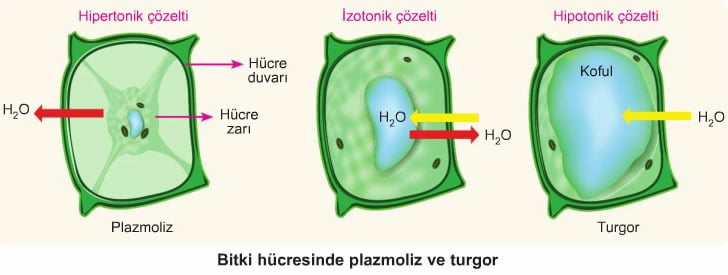 Hipertonik çözelti
İzotonik çözelti
Hipotonik çözelti
Hücre
duvarı
Koful
H₂O
Hücre
zarı
H₂O
H₂O
H₂O
Plazmoliz
Turgor
Bitki hücresinde plazmoliz ve turgor